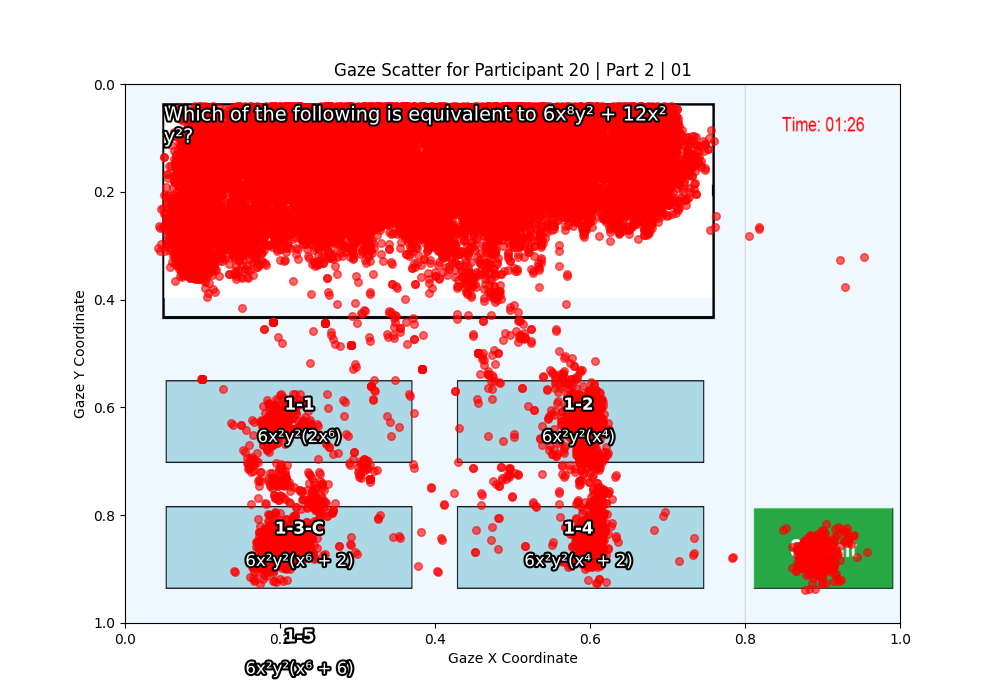 Gaze Scatter for Participant 20 | Part 2 | 01
0.0
0.2
0.4
0.6
0.8
1.0
Gaze Y Coordinate
Which of the following is equivalent to 6x⁸y² + 12x²
y²?
Time: 01:26
1-1
6x²y²(2x⁶)
1-2
6x²y²(x⁴)
1-3-C
6x²y²(x⁶ + 2)
1-4
6x²y²(x⁴ + 2)
0.0
0.2
0.4
0.6
0.8
1.0
1-5
6x²y²(x⁶ + 6)
Gaze X Coordinate